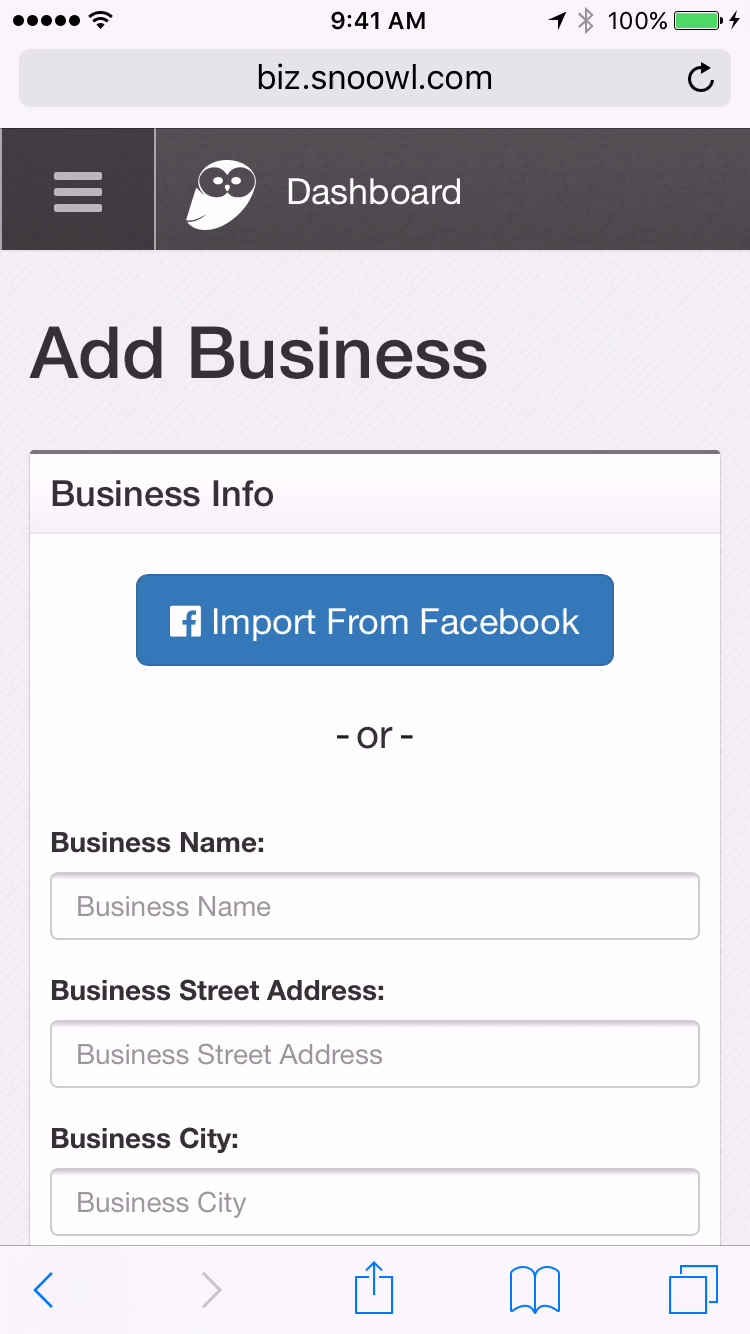 9:41 AM
100%
biz.snoowl.com
Dashboard
Add Business
Business Info
Import From Facebook
- or -
Business Name:
Business Name
Business Street Address:
Business Street Address
Business City:
Business City